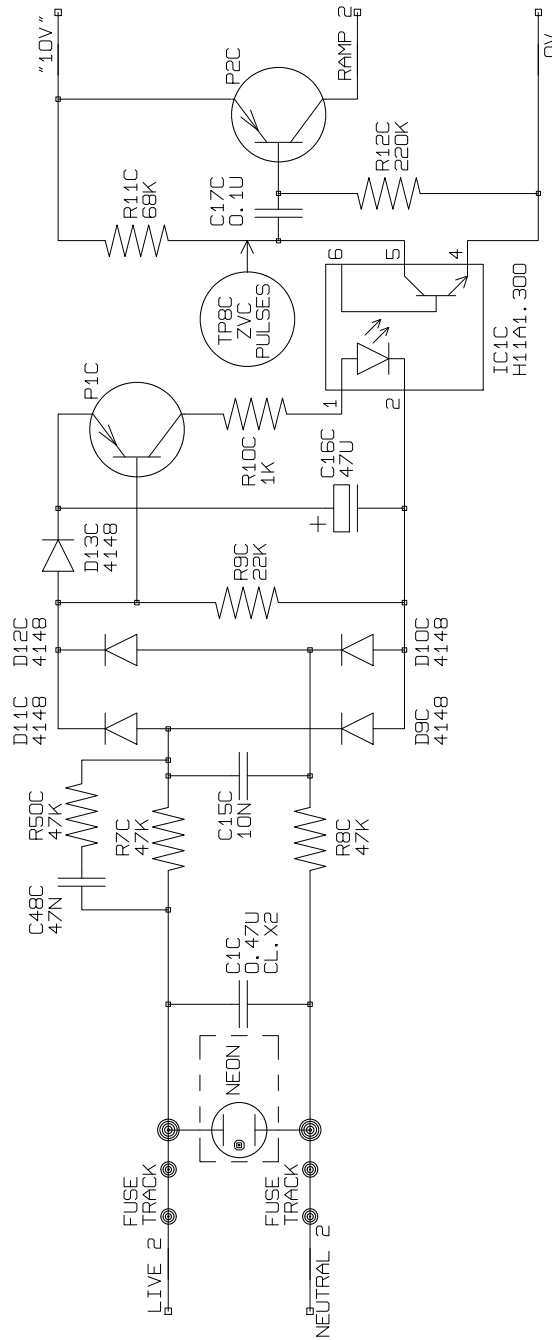 LIVE 2
FUSE
TRACK
NEUTRAL 2
FUSE
TRACK
NEON
C1C
0.47U
CL.X2
C48C
47N
R50C
47K
R7C
47K
C15C
10N
R8C
47K
D11C
4148
D12C
4148
D9C
4148
D10C
4148
D13C
4148
R9C
22K
P1C
R10C
1K
+
C16C
47U
1
2
6
5
4
IC1C
H11A1.300
TP8C
ZVC
PULSES
R11C
68K
C17C
0.1U
P2C
R12C
220K
"10V"
RAMP 2
0V